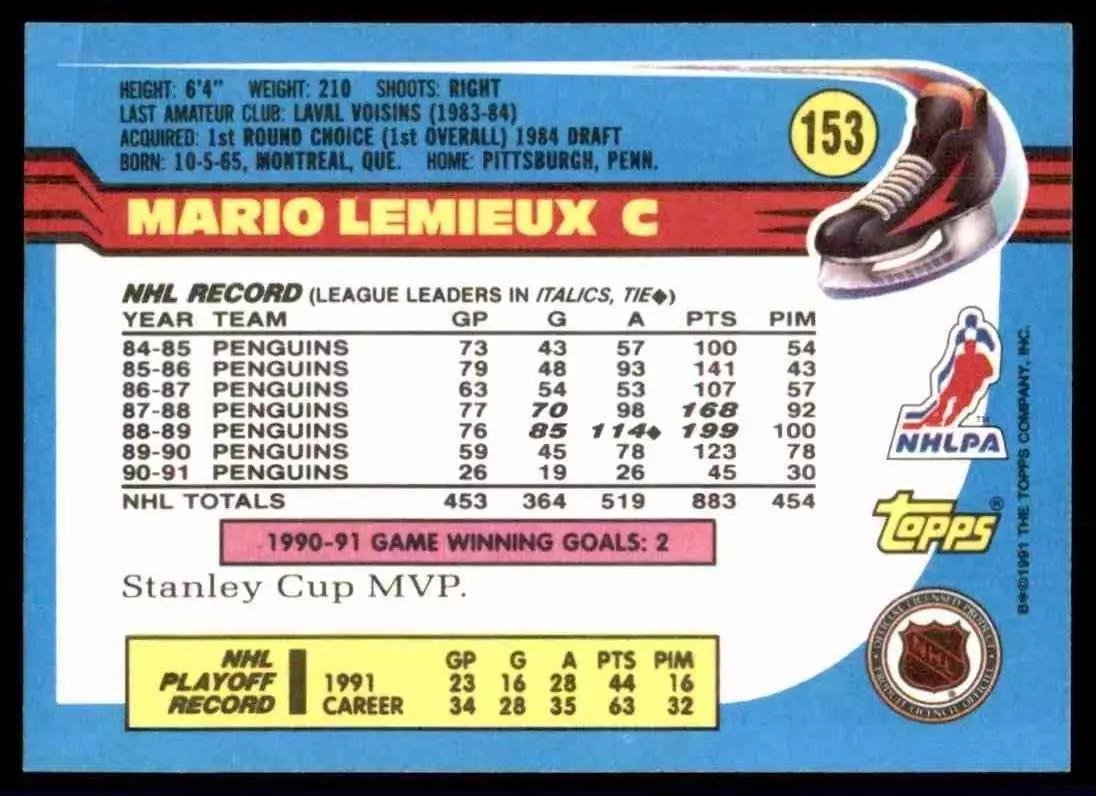 HEIGHT: 6'4" WEIGHT: 210 SHOOTS: RIGHT
LAST AMATEUR CLUB: LAVAL VOISINS (1983-84)
ACQUIRED: 1st ROUND CHOICE (1st OVERALL) 1984 DRAFT
BORN: 10-5-65, MONTREAL, QUE. HOME: PITTSBURGH, PENN.
153
MARIO LEMIEUX C
NHL RECORD (LEAGUE LEADERS IN ITALICS, TIE◆)
YEAR TEAM GP G A PTS PIM
84-85 PENGUINS 73 43 57 100 54
85-86 PENGUINS 79 48 93 141 43
86-87 PENGUINS 63 54 53 107 57
87-88 PENGUINS 77 70 98 168 92
88-89 PENGUINS 76 85 114◆ 199 100
89-90 PENGUINS 59 45 78 123 78
90-91 PENGUINS 26 19 26 45 30
NHL TOTALS 453 364 519 883 454
1990-91 GAME WINNING GOALS: 2
Stanley Cup MVP.
NHL PLAYOFF RECORD
GP G A PTS PIM
1991 23 16 28 44 16
CAREER 34 28 35 63 32
NHLPA
TM
topps®
B✻©1991 THE TOPPS COMPANY, INC.
OFFICIAL LICENSED PRODUCT
NHL
®